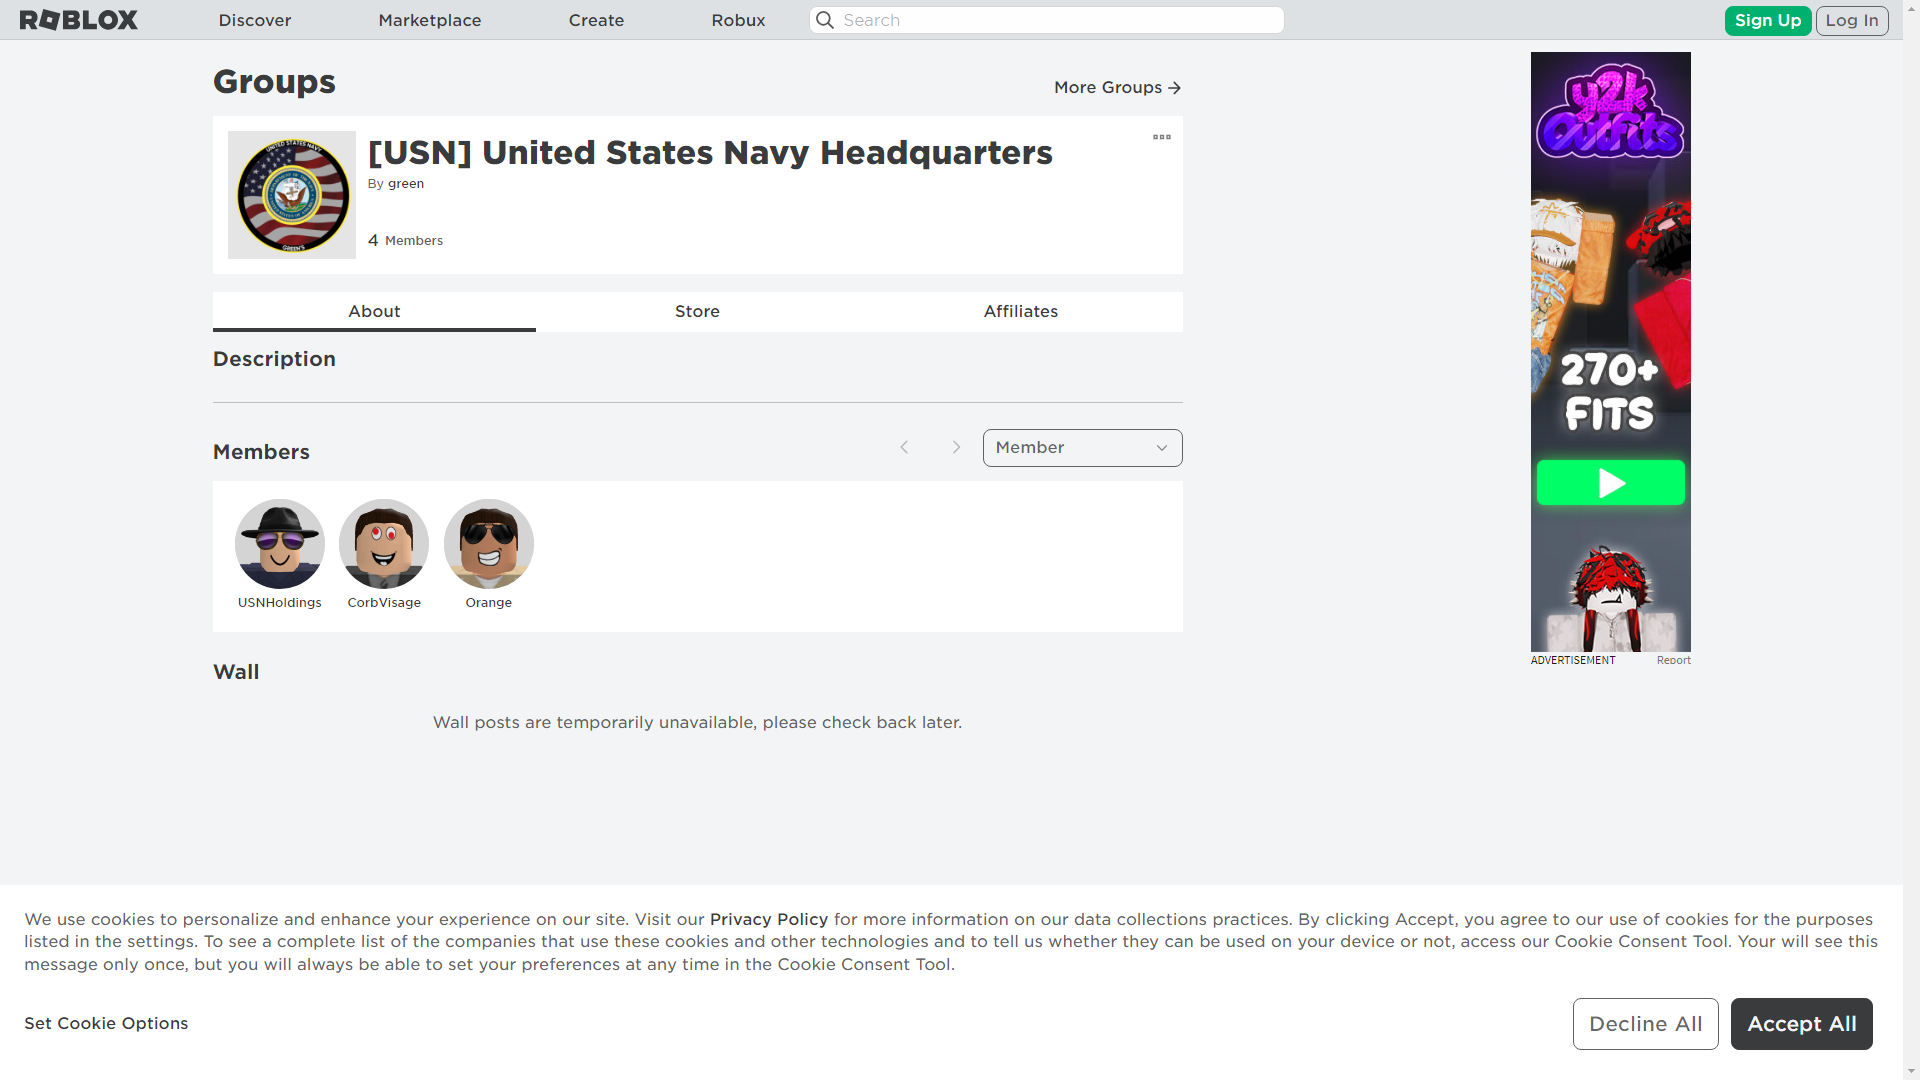 ROBLOX
Discover
Marketplace
Create
Robux
Search
Sign Up
Log In
Groups
More Groups
UNITED STATES NAVY
GREEN'S
[USN] United States Navy Headquarters
By green
4 Members
About
Store
Affiliates
Description
Members
Member
USNHoldings
CorbVisage
Orange
Wall
Wall posts are temporarily unavailable, please check back later.
y2k
Outfits
270+
FITS
ADVERTISEMENT
Report
We use cookies to personalize and enhance your experience on our site. Visit our Privacy Policy for more information on our data collections practices. By clicking Accept, you agree to our use of cookies for the purposes
listed in the settings. To see a complete list of the companies that use these cookies and other technologies and to tell us whether they can be used on your device or not, access our Cookie Consent Tool. Your will see this
message only once, but you will always be able to set your preferences at any time in the Cookie Consent Tool.
Set Cookie Options
Decline All
Accept All